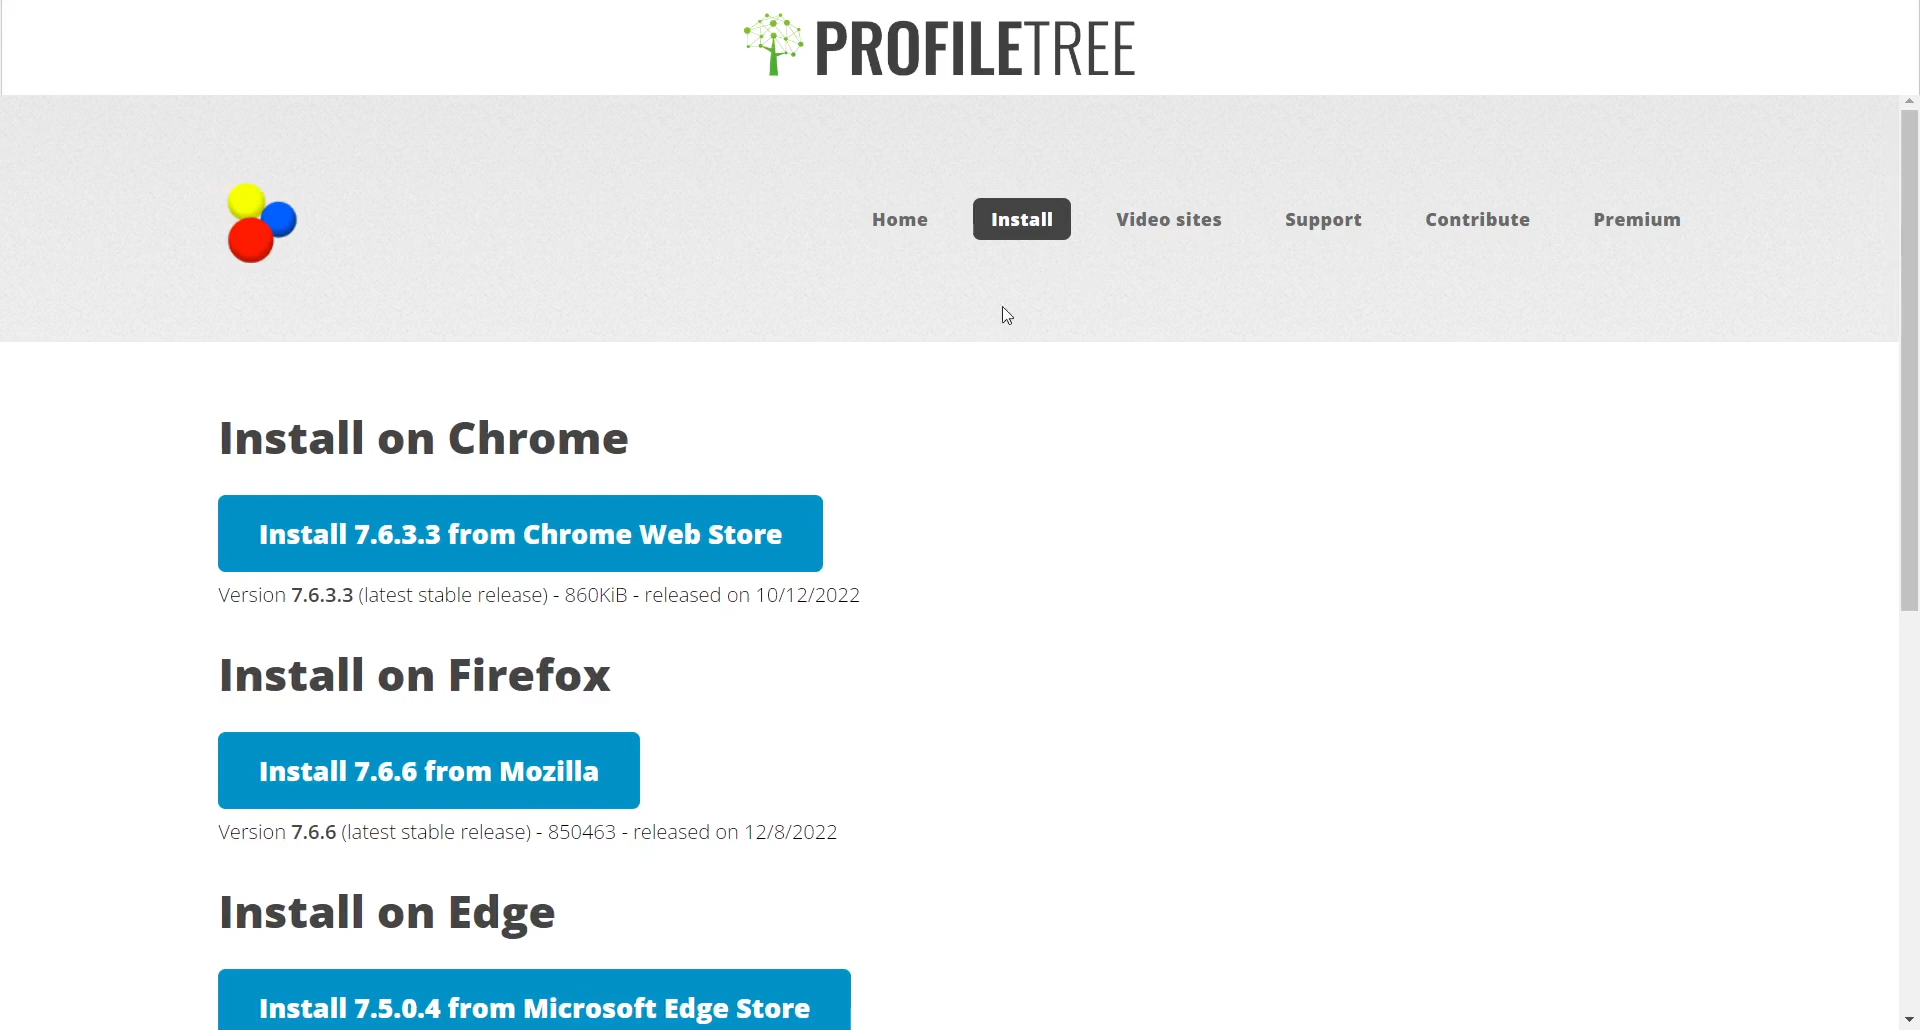 PROFILETREE
Home Install Video sites Support Contribute Premium
Install on Chrome
Install 7.6.3.3 from Chrome Web Store
Version 7.6.3.3 (latest stable release) - 860KiB - released on 10/12/2022
Install on Firefox
Install 7.6.6 from Mozilla
Version 7.6.6 (latest stable release) - 850463 - released on 12/8/2022
Install on Edge
Install 7.5.0.4 from Microsoft Edge Store